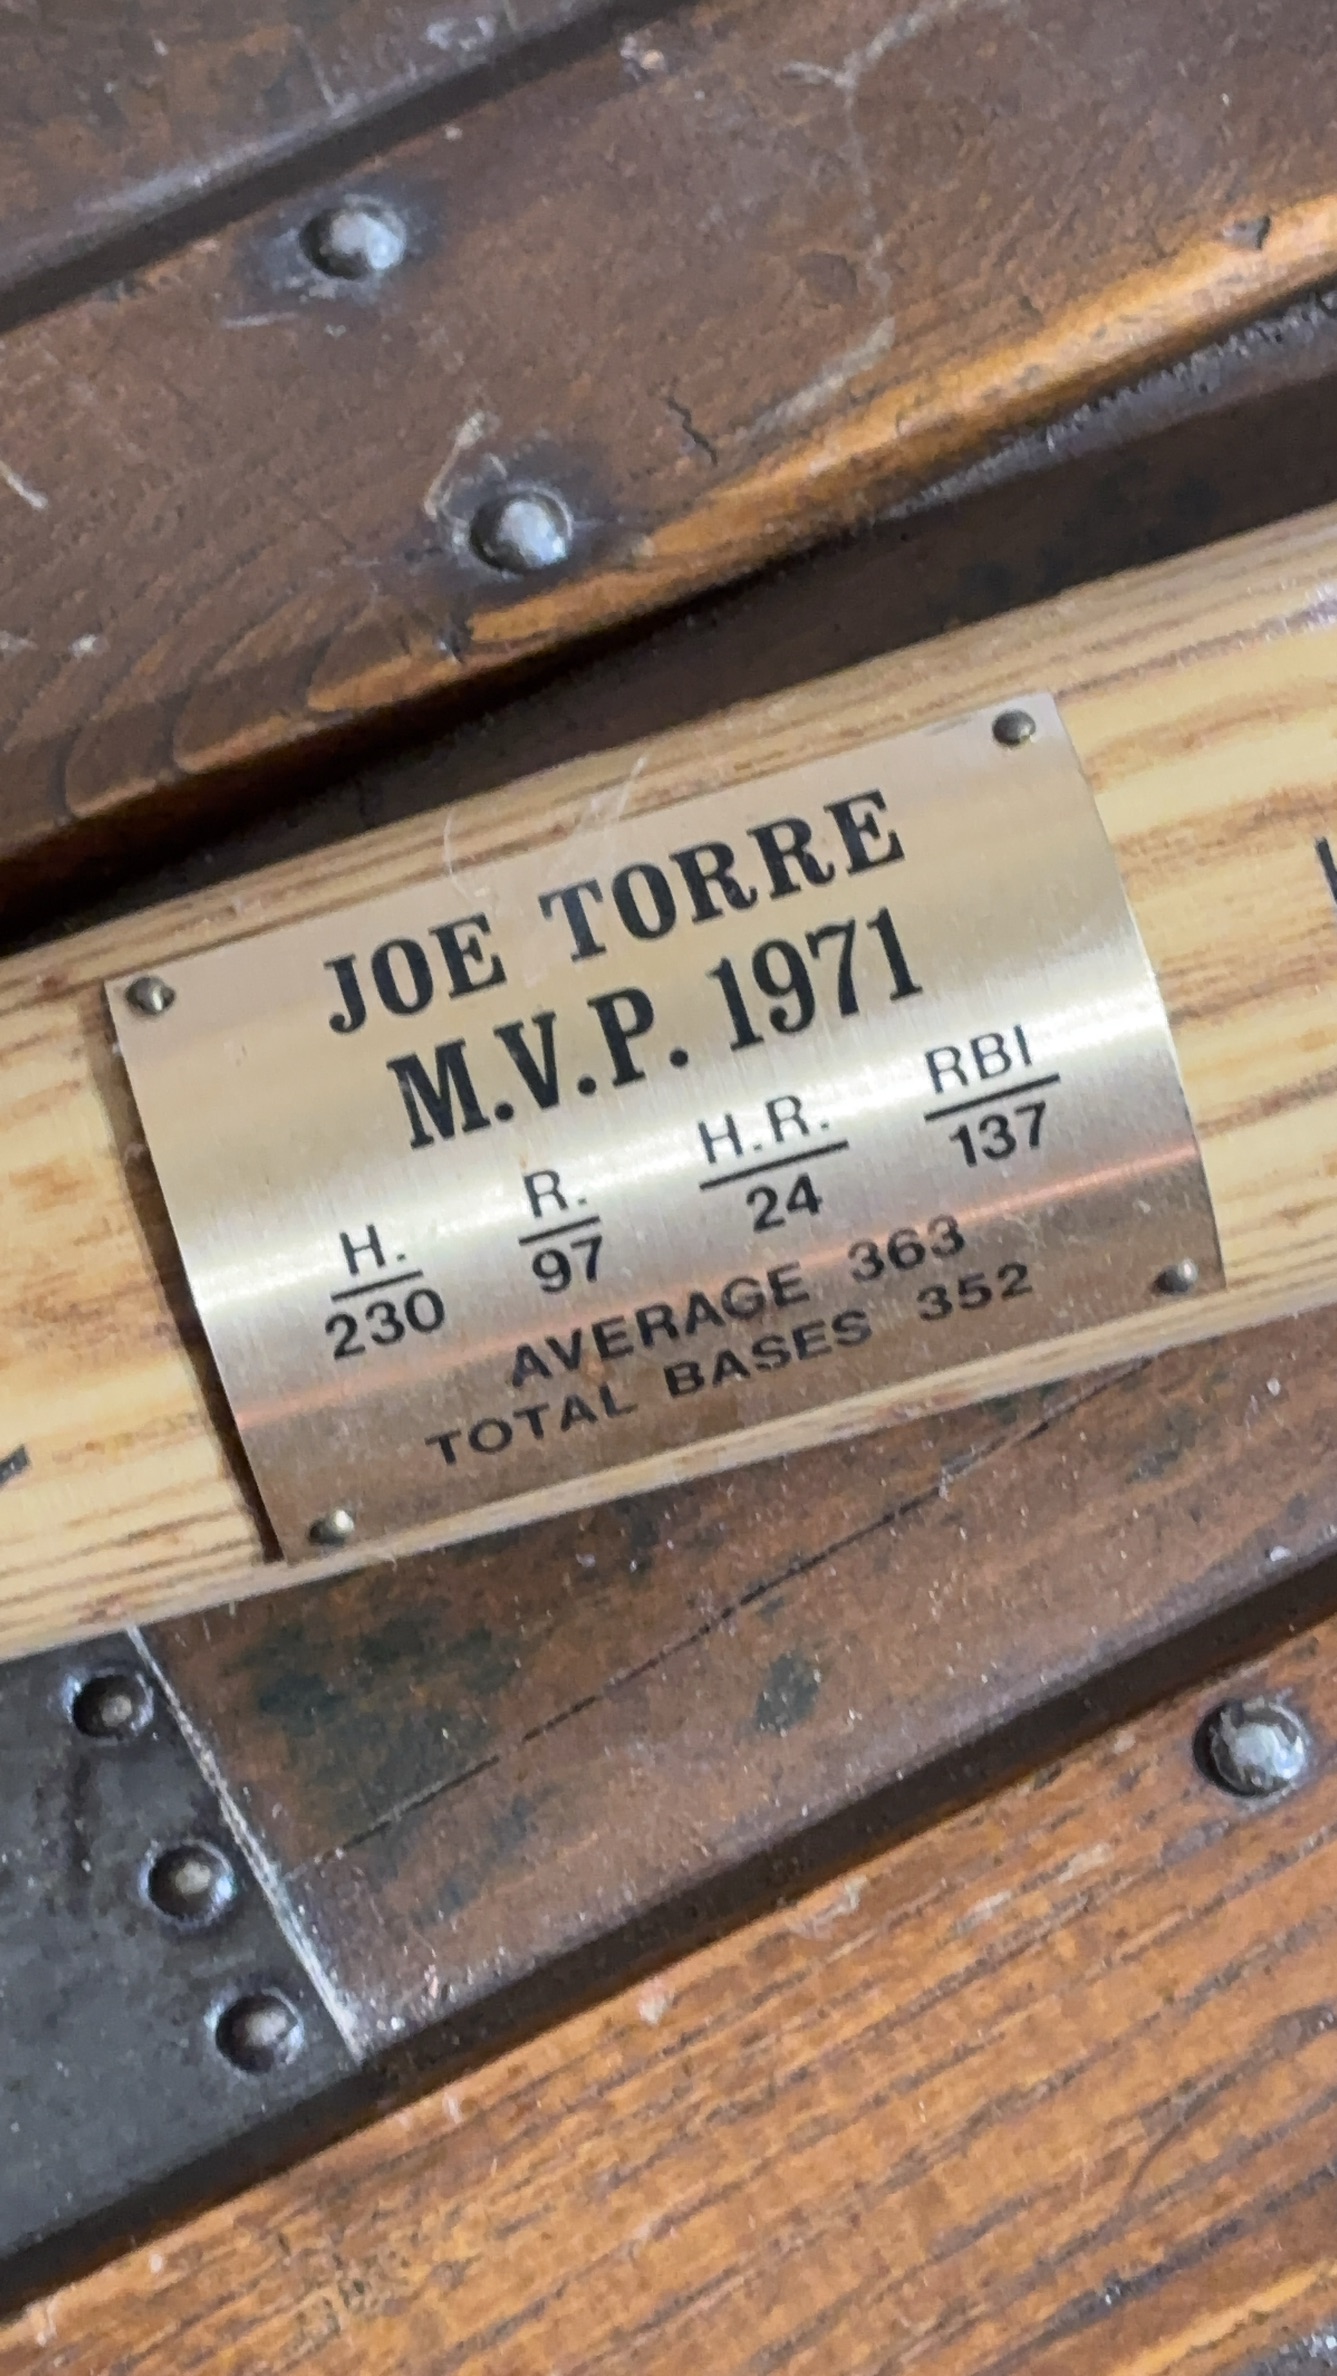 JOE TORRE
M.V.P. 1971
H. R. H.R. RBI
230 97 24 137
AVERAGE 363
TOTAL BASES 352